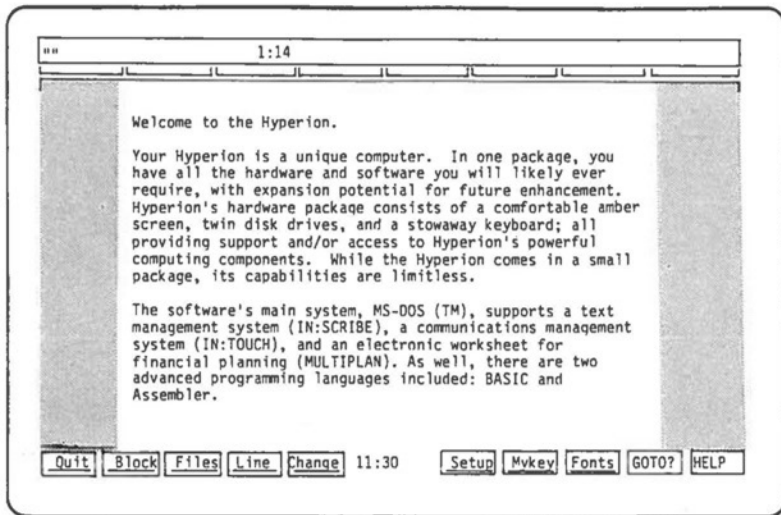 "" 1:14
Welcome to the Hyperion.
Your Hyperion is a unique computer.  In one package, you
have all the hardware and software you will likely ever
require, with expansion potential for future enhancement.
Hyperion's hardware package consists of a comfortable amber
screen, twin disk drives, and a stowaway keyboard; all
providing support and/or access to Hyperion's powerful
computing components.  While the Hyperion comes in a small
package, its capabilities are limitless.
The software's main system, MS-DOS (TM), supports a text
management system (IN:SCRIBE), a communications management
system (IN:TOUCH), and an electronic worksheet for
financial planning (MULTIPLAN). As well, there are two
advanced programming languages included: BASIC and
Assembler.
Quit Block Files Line Change 11:30 Setup Mykey Fonts GOTO? HELP